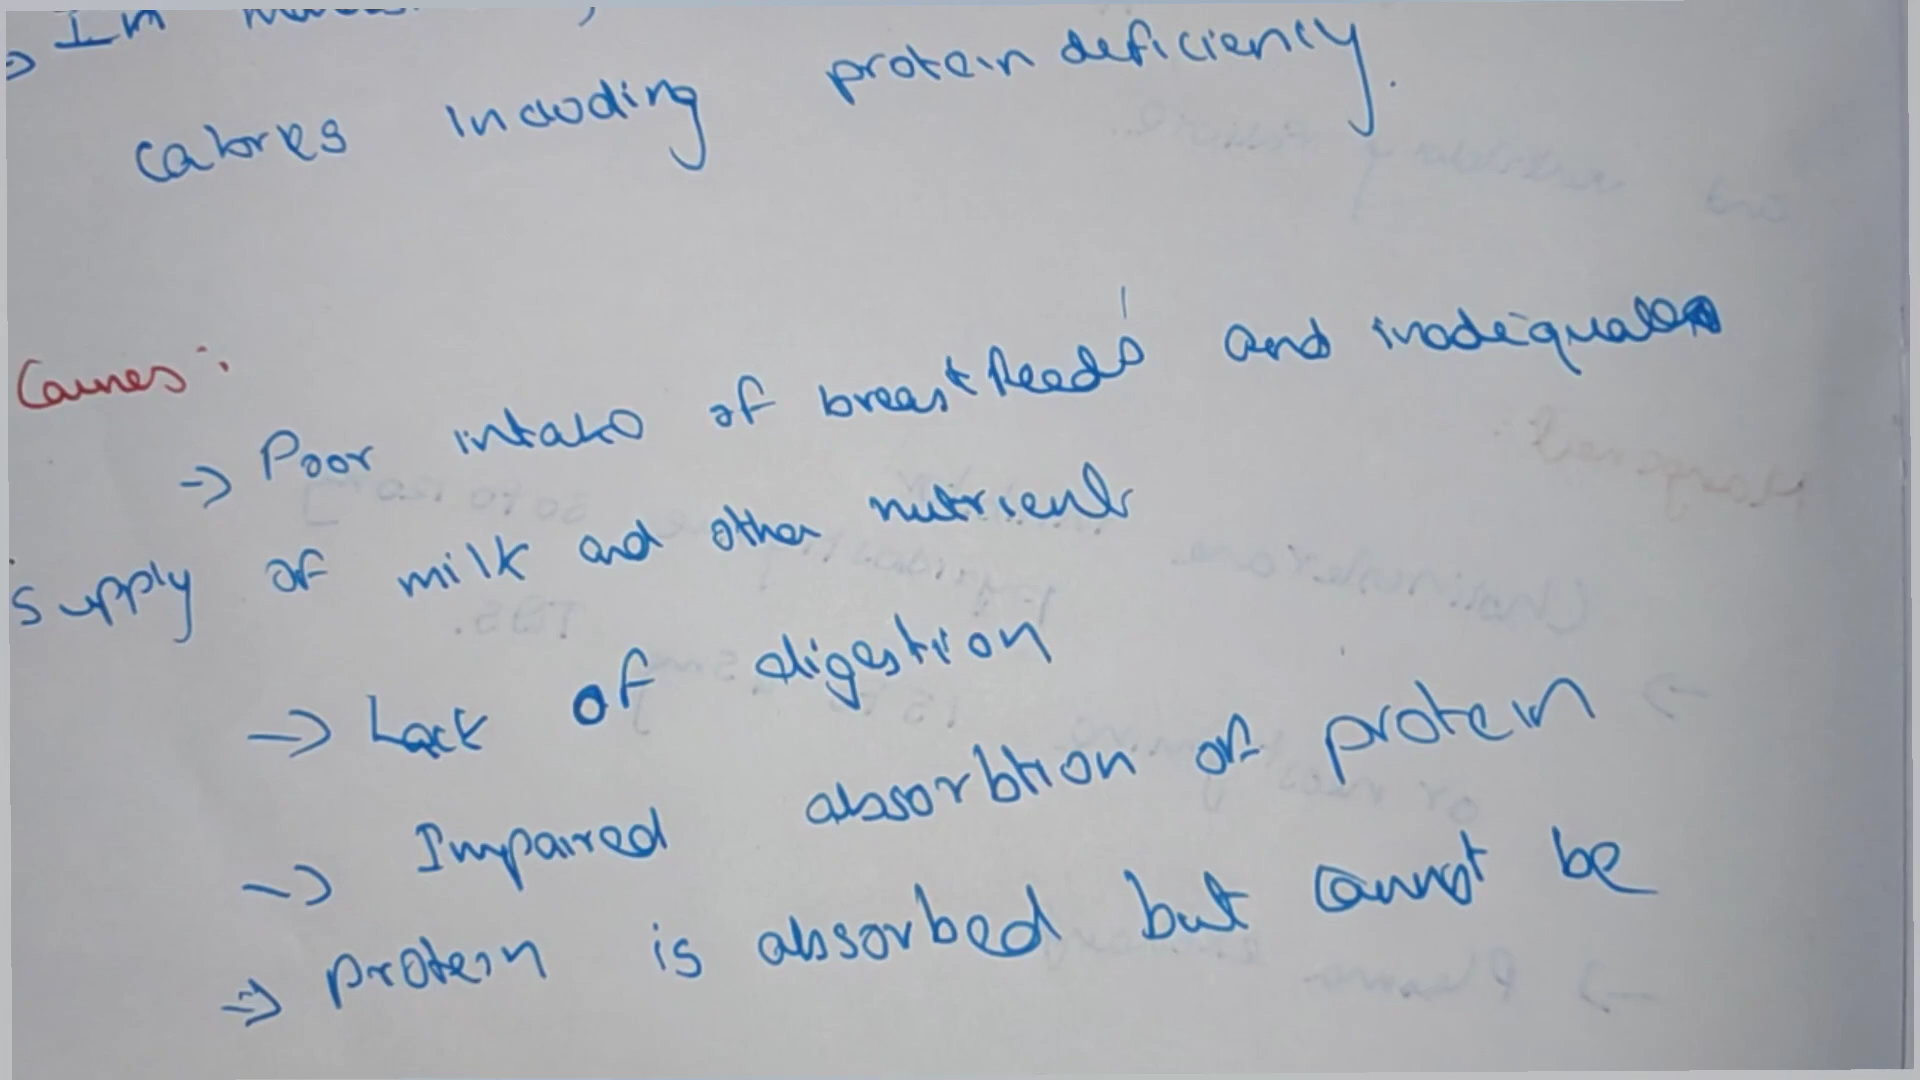 In
calories including protein deficiency.
Causes:
→ Poor intake of breast feeds and inadequate
supply of milk and other nutrients
→ Lack of digestion
→ Impaired absorbtion of protein
→ protein is absorbed but cannot be